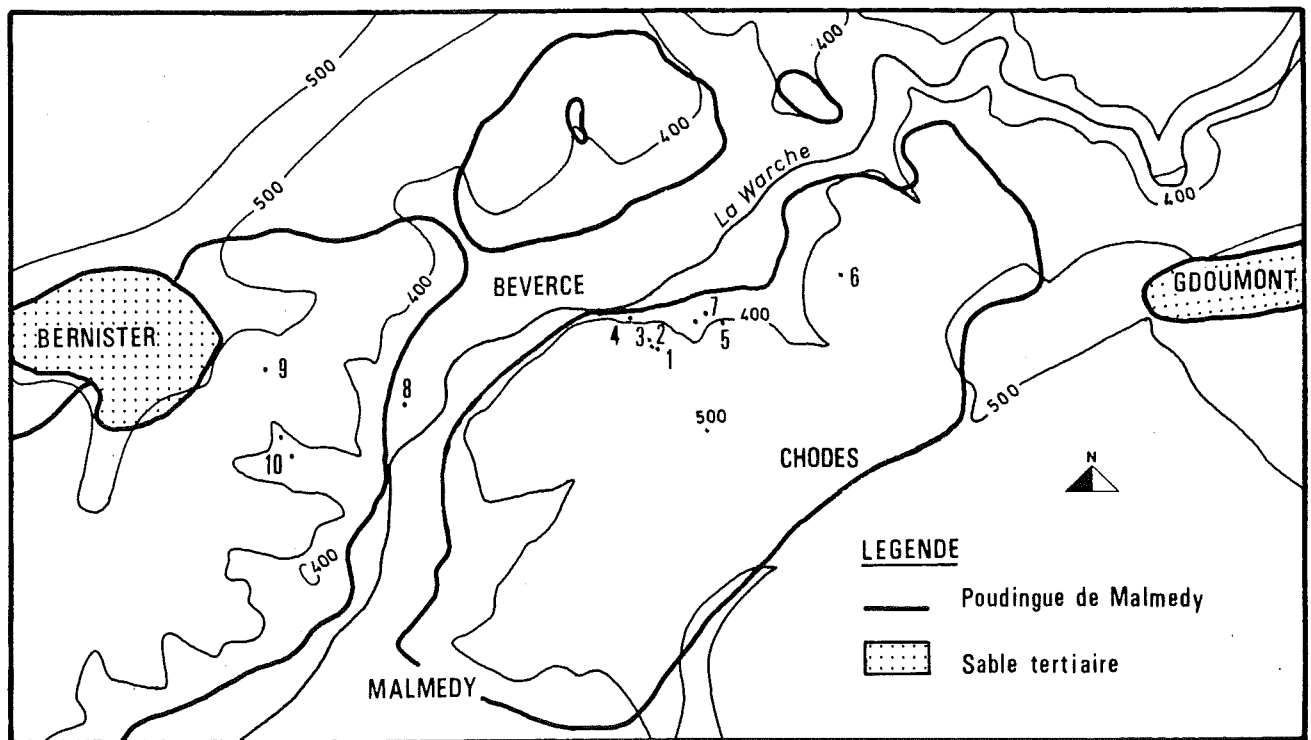 500
400
400
500
La Warche
400
400
BEVERCE
GDOUMONT
6
BERNISTER
7
400
4 3 2
5
1
9
8
500
500
10
CHODES
N
400
LEGENDE
Poudingue de Malmedy
Sable tertiaire
MALMEDY